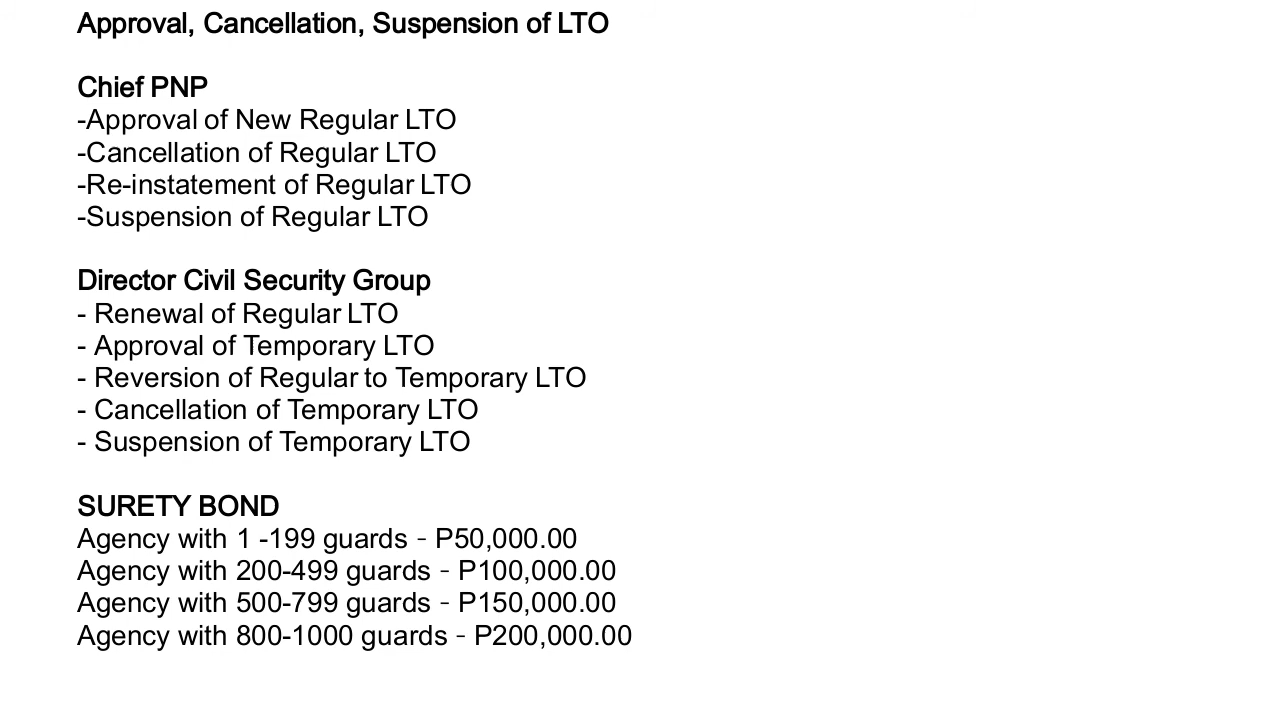 Approval, Cancellation, Suspension of LTO
Chief PNP
-Approval of New Regular LTO
-Cancellation of Regular LTO
-Re-instatement of Regular LTO
-Suspension of Regular LTO
Director Civil Security Group
- Renewal of Regular LTO
- Approval of Temporary LTO
- Reversion of Regular to Temporary LTO
- Cancellation of Temporary LTO
- Suspension of Temporary LTO
SURETY BOND
Agency with 1 -199 guards – P50,000.00
Agency with 200-499 guards – P100,000.00
Agency with 500-799 guards – P150,000.00
Agency with 800-1000 guards – P200,000.00